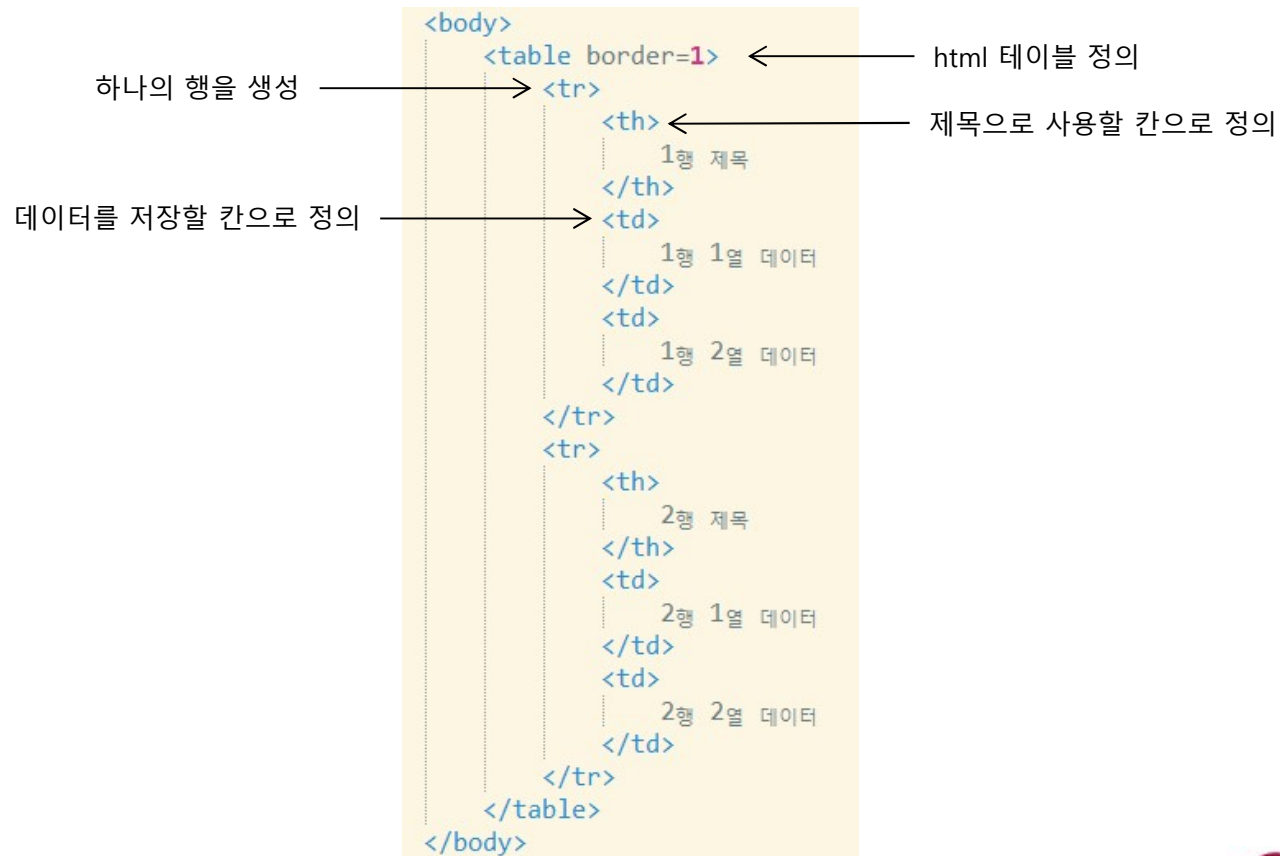 <body>
<table border=1>
html 테이블 정의
하나의 행을 생성
<tr>
<th>
제목으로 사용할 칸으로 정의
1행 제목
</th>
데이터를 저장할 칸으로 정의
<td>
1행 1열 데이터
</td>
<td>
1행 2열 데이터
</td>
</tr>
<tr>
<th>
2행 제목
</th>
<td>
2행 1열 데이터
</td>
<td>
2행 2열 데이터
</td>
</tr>
</table>
</body>